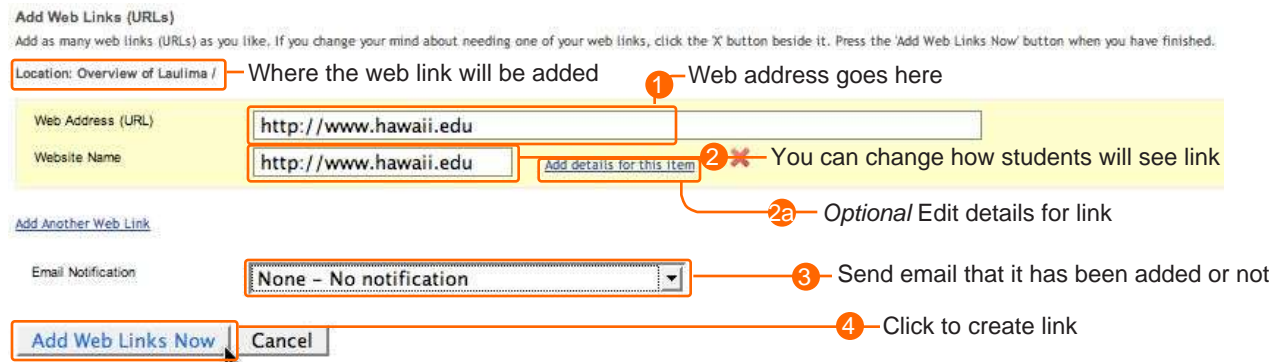 Add Web Links (URLs)
Add as many web links (URLs) as you like. If you change your mind about needing one of your web links, click the 'X' button beside it. Press the 'Add Web Links Now' button when you have finished.
Location: Overview of Laulima / Where the web link will be added
1 Web address goes here
Web Address (URL) http://www.hawaii.edu
Website Name http://www.hawaii.edu Add details for this item 2 You can change how students will see link
2a Optional Edit details for link
Add Another Web Link
Email Notification None – No notification 3 Send email that it has been added or not
Add Web Links Now Cancel 4 Click to create link